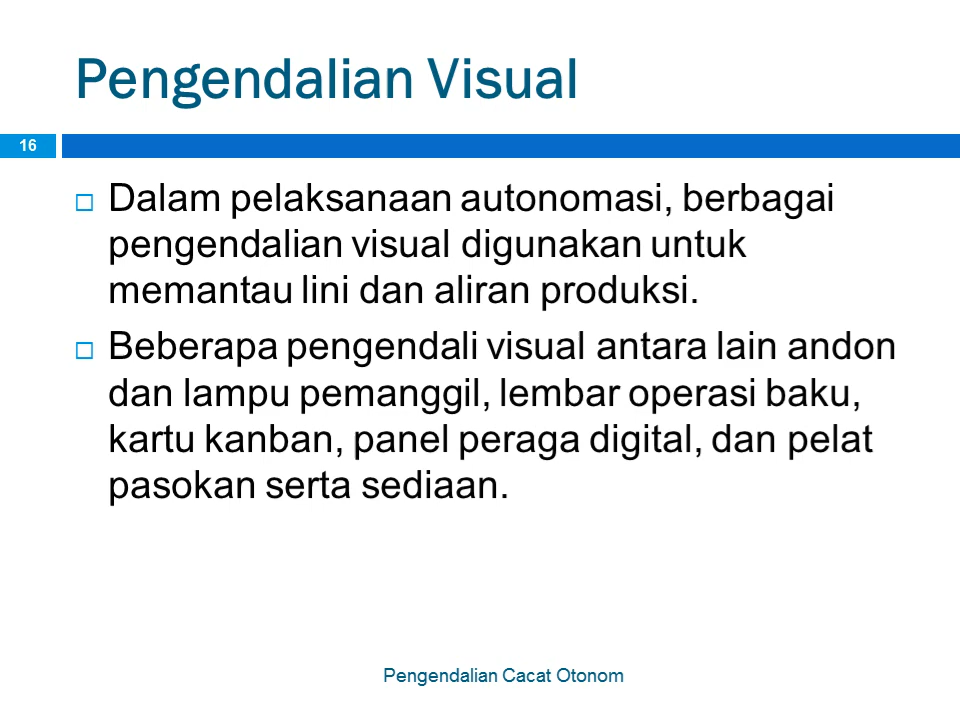 Pengendalian Visual
16
Dalam pelaksanaan autonomasi, berbagai
pengendalian visual digunakan untuk
memantau lini dan aliran produksi.
Beberapa pengendali visual antara lain andon
dan lampu pemanggil, lembar operasi baku,
kartu kanban, panel peraga digital, dan pelat
pasokan serta sediaan.
Pengendalian Cacat Otonom